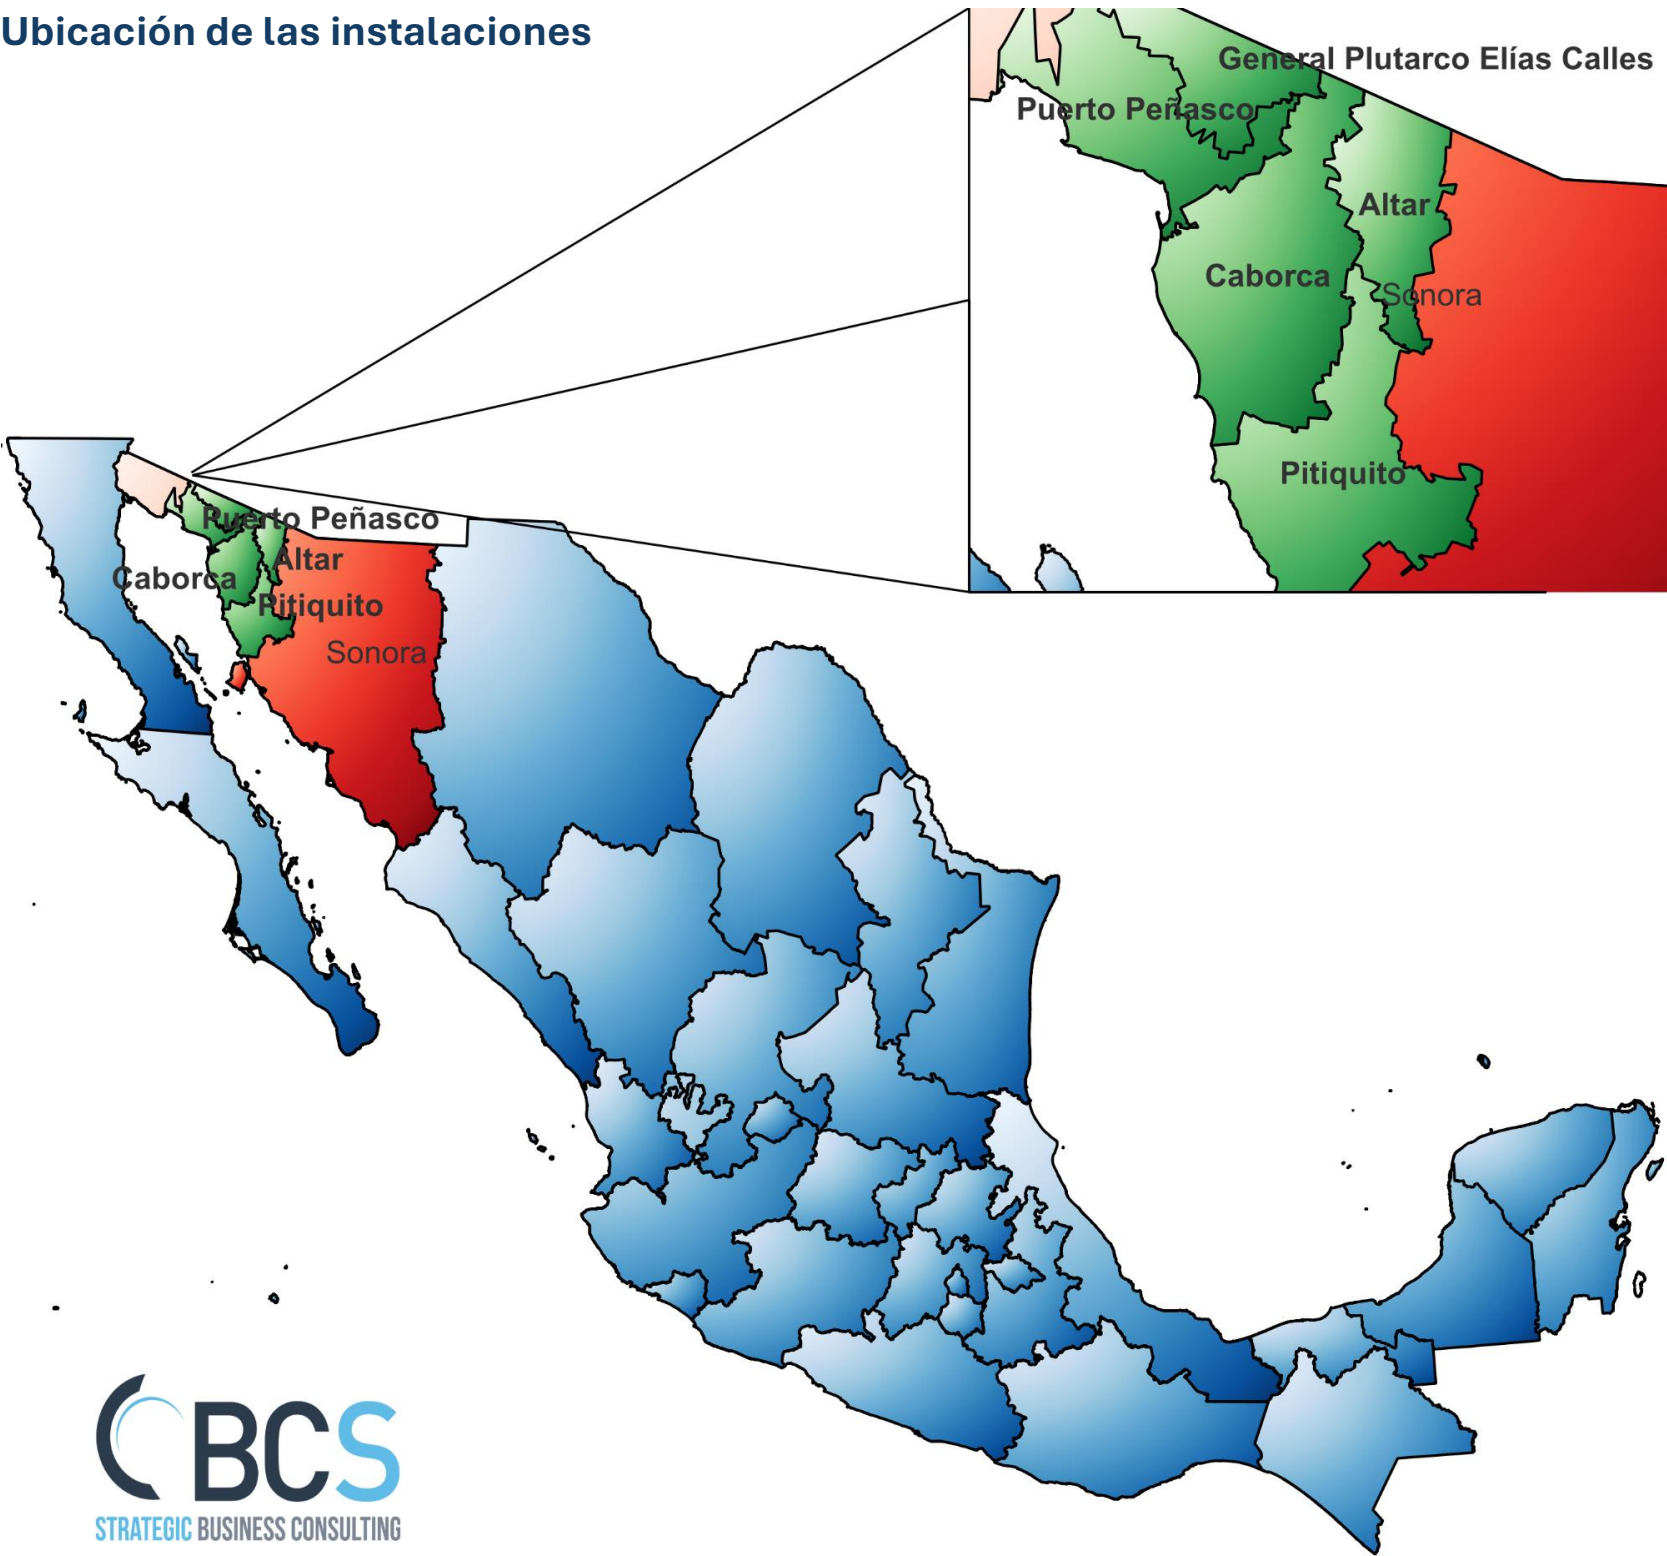 Ubicación de las instalaciones
General Plutarco Elías Calles
Puerto Peñasco
Altar
Caborca
Sonora
Pitiquito
Puerto Peñasco
Altar
Caborca
Pitiquito
Sonora
BCS
STRATEGIC BUSINESS CONSULTING